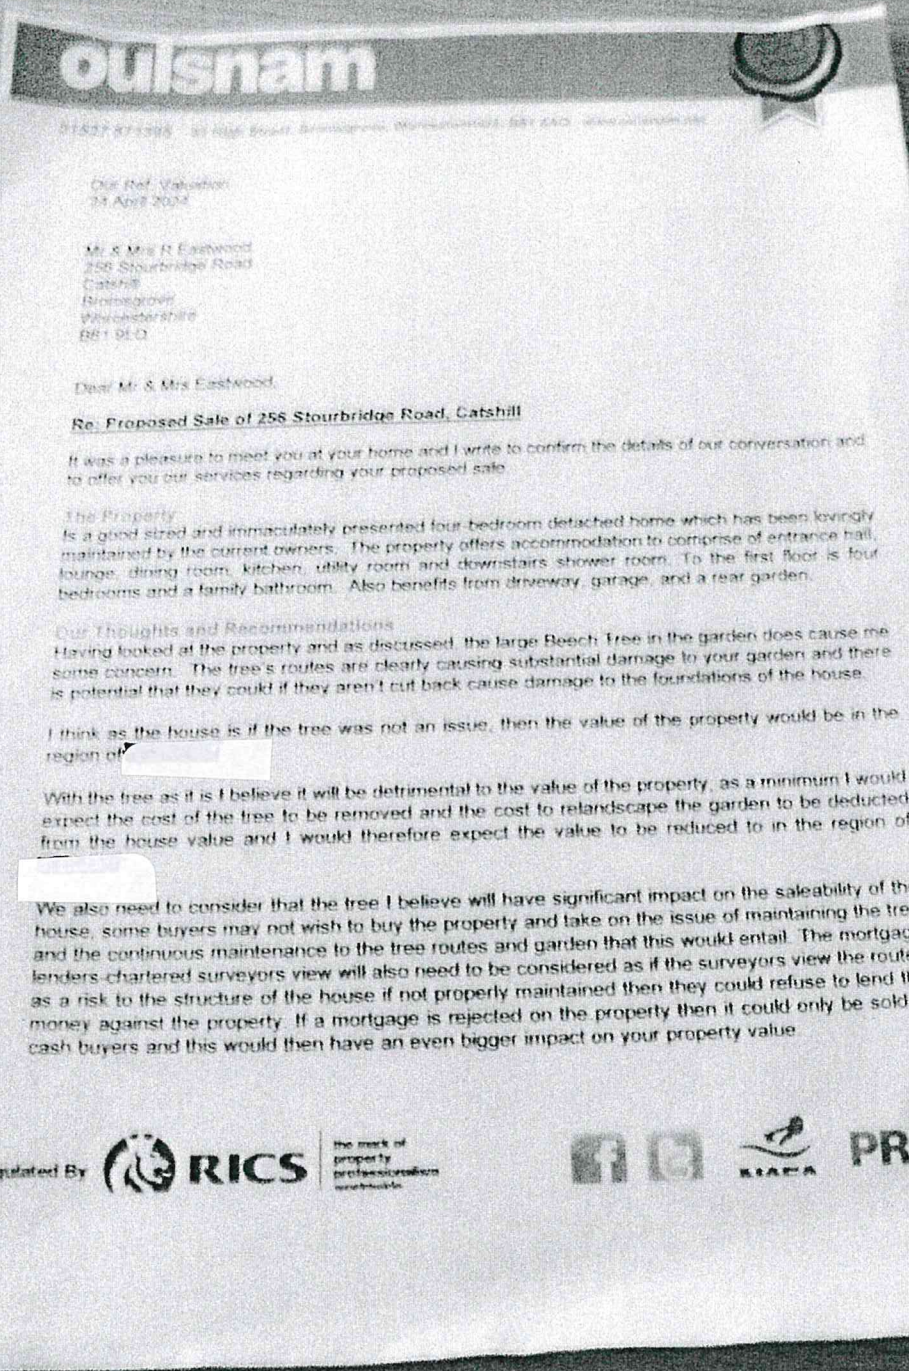 oulsnam
Our Ref: Valuation
24 April 2024
Mr & Mrs R Eastwood
256 Stourbridge Road
Catshill
Bromsgrove
Worcestershire
B61 9LQ
Dear Mr & Mrs Eastwood,
Re: Proposed Sale of 256 Stourbridge Road, Catshill
It was a pleasure to meet you at your home and I write to confirm the details of our conversation and
to offer you our services regarding your proposed sale
The Property
Is a good sized and immaculately presented four-bedroom detached home which has been lovingly
maintained by the current owners. The property offers accommodation to comprise of entrance hall,
lounge, dining room, kitchen, utility room and downstairs shower room. To the first floor is four
bedrooms and a family bathroom. Also benefits from driveway, garage, and a rear garden.
Our Thoughts and Recommendations
Having looked at the property and as discussed, the large Beech Tree in the garden does cause me
some concern. The tree's routes are clearly causing substantial damage to your garden and there
is potential that they could if they aren't cut back cause damage to the foundations of the house.
I think as the house is if the tree was not an issue, then the value of the property would be in the
region of
With the tree as it is I believe it will be detrimental to the value of the property, as a minimum I would
expect the cost of the tree to be removed and the cost to relandscape the garden to be deducted
from the house value and I would therefore expect the value to be reduced to in the region of
We also need to consider that the tree I believe will have significant impact on the saleability of the
house, some buyers may not wish to buy the property and take on the issue of maintaining the tre
and the continuous maintenance to the tree routes and garden that this would entail. The mortgag
lenders chartered surveyors view will also need to be considered as if the surveyors view the route
as a risk to the structure of the house if not properly maintained then they could refuse to lend t
money against the property. If a mortgage is rejected on the property then it could only be sold
cash buyers and this would then have an even bigger impact on your property value.
gulated By
RICS
the mark of
property
professionalism
worldwide
PR